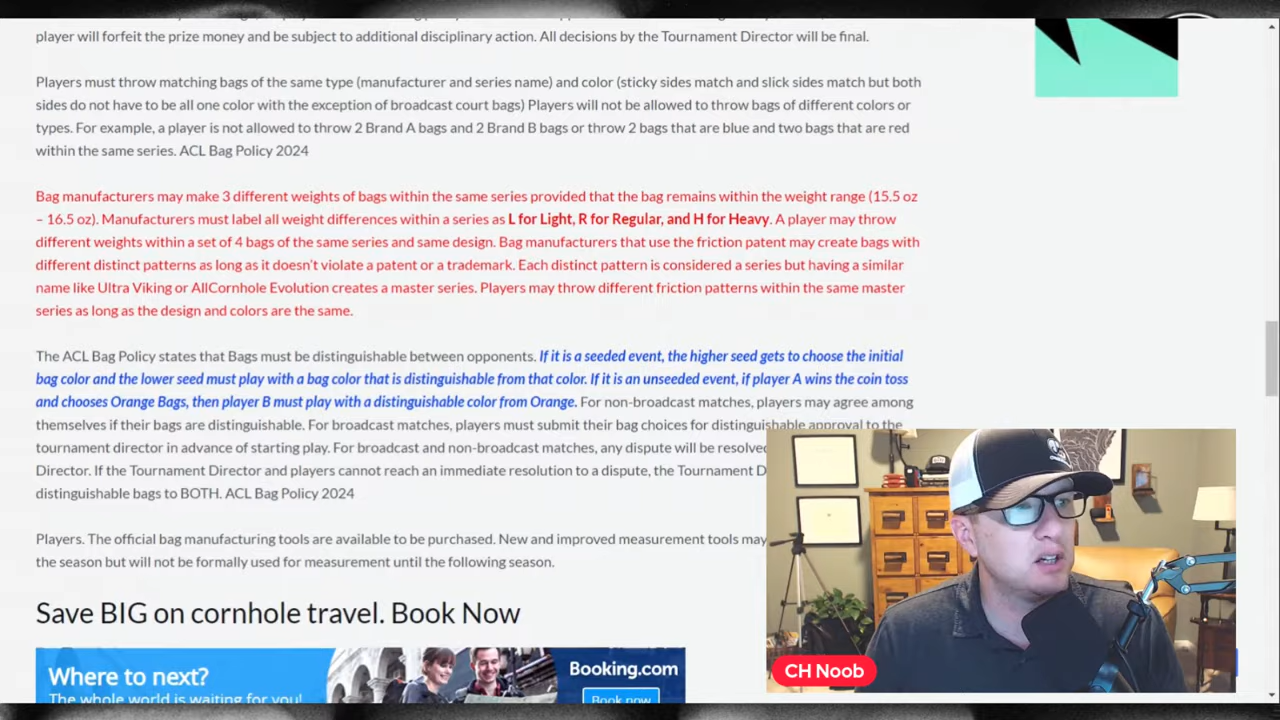 player will forfeit the prize money and be subject to additional disciplinary action. All decisions by the Tournament Director will be final.
Players must throw matching bags of the same type (manufacturer and series name) and color (sticky sides match and slick sides match but both
sides do not have to be all one color with the exception of broadcast court bags) Players will not be allowed to throw bags of different colors or
types. For example, a player is not allowed to throw 2 Brand A bags and 2 Brand B bags or throw 2 bags that are blue and two bags that are red
within the same series. ACL Bag Policy 2024
Bag manufacturers may make 3 different weights of bags within the same series provided that the bag remains within the weight range (15.5 oz
– 16.5 oz). Manufacturers must label all weight differences within a series as L for Light, R for Regular, and H for Heavy. A player may throw
different weights within a set of 4 bags of the same series and same design. Bag manufacturers that use the friction patent may create bags with
different distinct patterns as long as it doesn't violate a patent or a trademark. Each distinct pattern is considered a series but having a similar
name like Ultra Viking or AllCornhole Evolution creates a master series. Players may throw different friction patterns within the same master
series as long as the design and colors are the same.
The ACL Bag Policy states that Bags must be distinguishable between opponents. If it is a seeded event, the higher seed gets to choose the initial
bag color and the lower seed must play with a bag color that is distinguishable from that color. If it is an unseeded event, if player A wins the coin toss
and chooses Orange Bags, then player B must play with a distinguishable color from Orange. For non-broadcast matches, players may agree among
themselves if their bags are distinguishable. For broadcast matches, players must submit their bag choices for distinguishable approval to the
tournament director in advance of starting play. For broadcast and non-broadcast matches, any dispute will be resolved
Director. If the Tournament Director and players cannot reach an immediate resolution to a dispute, the Tournament D
distinguishable bags to BOTH. ACL Bag Policy 2024
Players. The official bag manufacturing tools are available to be purchased. New and improved measurement tools may
the season but will not be formally used for measurement until the following season.
Save BIG on cornhole travel. Book Now
Where to next?
The whole world is waiting for you!
Booking.com
Book now
CH Noob